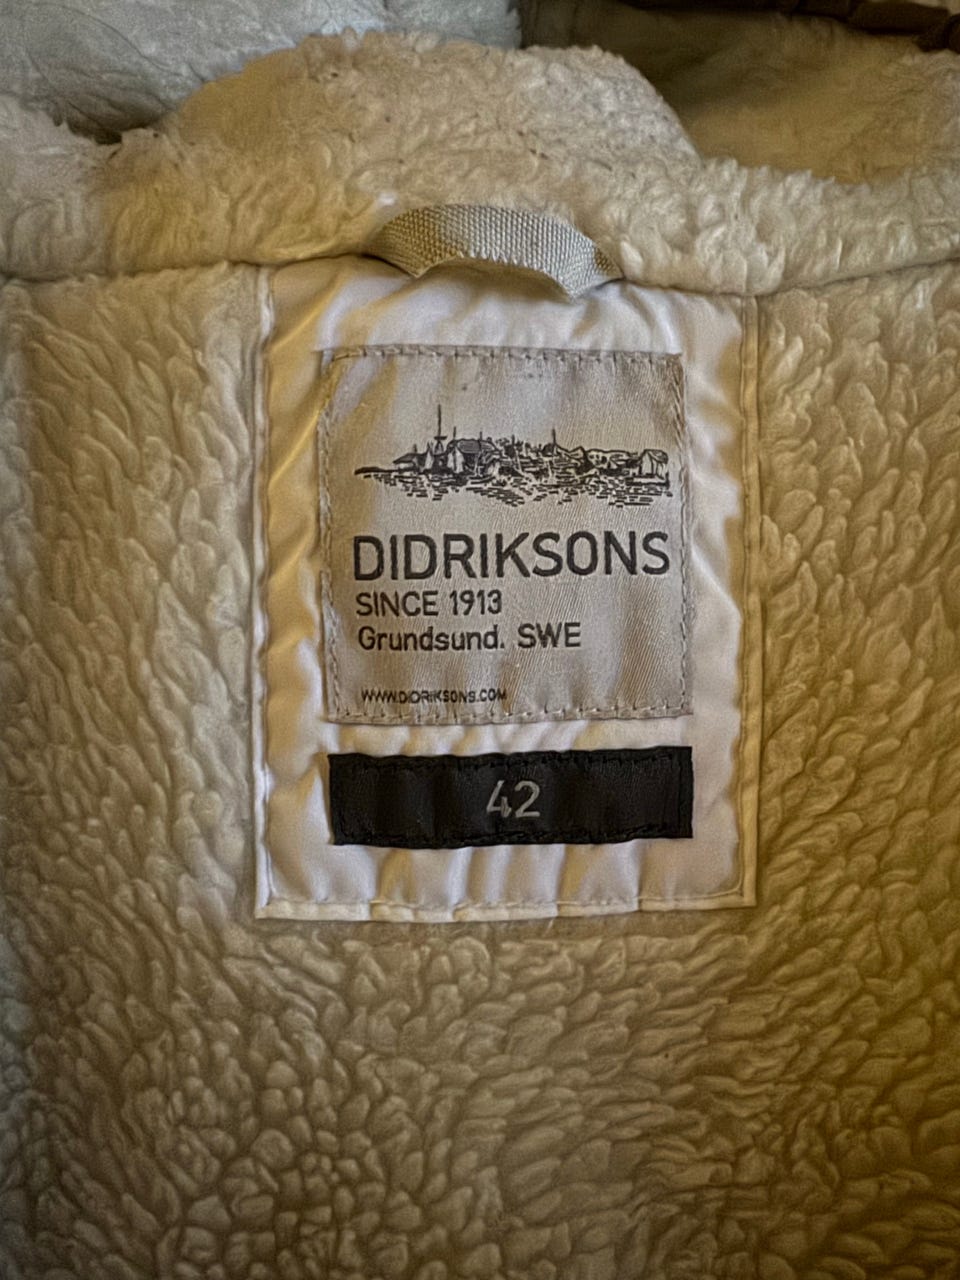 DIDRIKSONS
SINCE 1913
Grundsund. SWE
WWW.DIDRIKSONS.COM
42